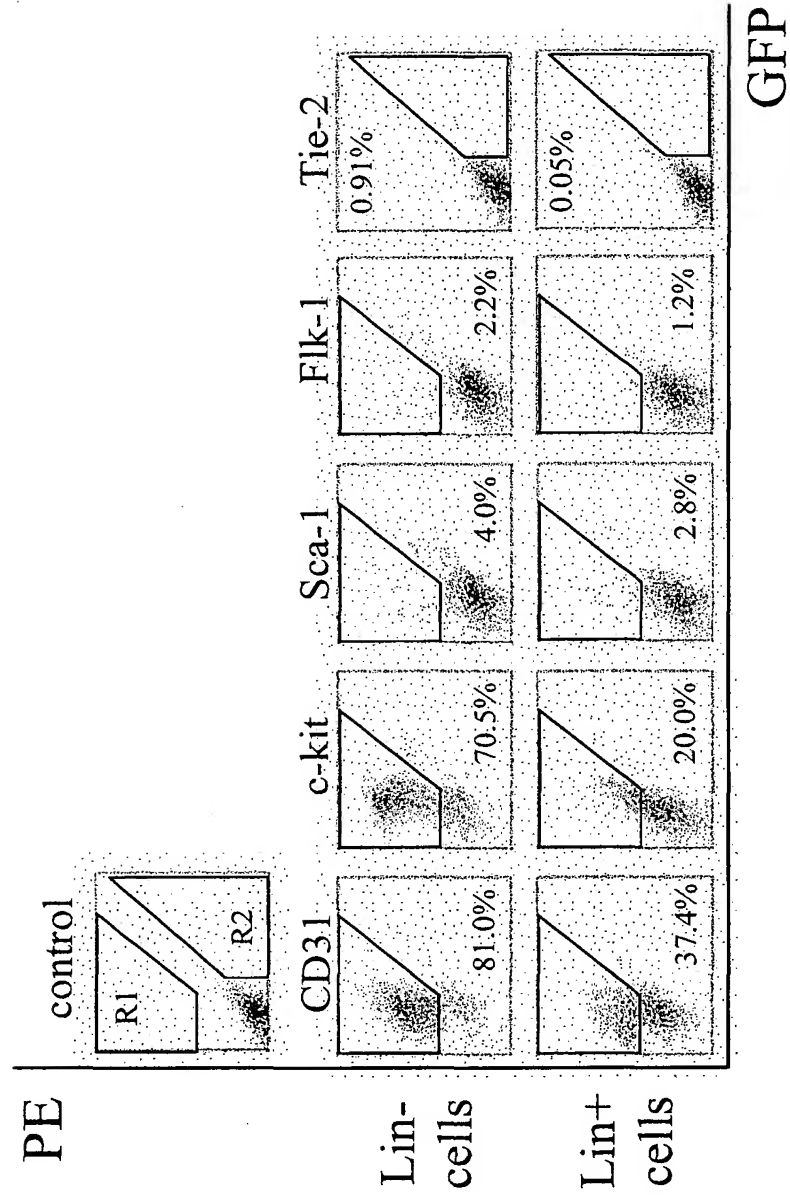 PE
control
R1
R2
CD31
c-kit
Sca-1
Flk-1
Tie-2
Lin-
cells
81.0%
70.5%
4.0%
2.2%
0.91%
Lin+
cells
37.4%
20.0%
2.8%
1.2%
0.05%
GFP